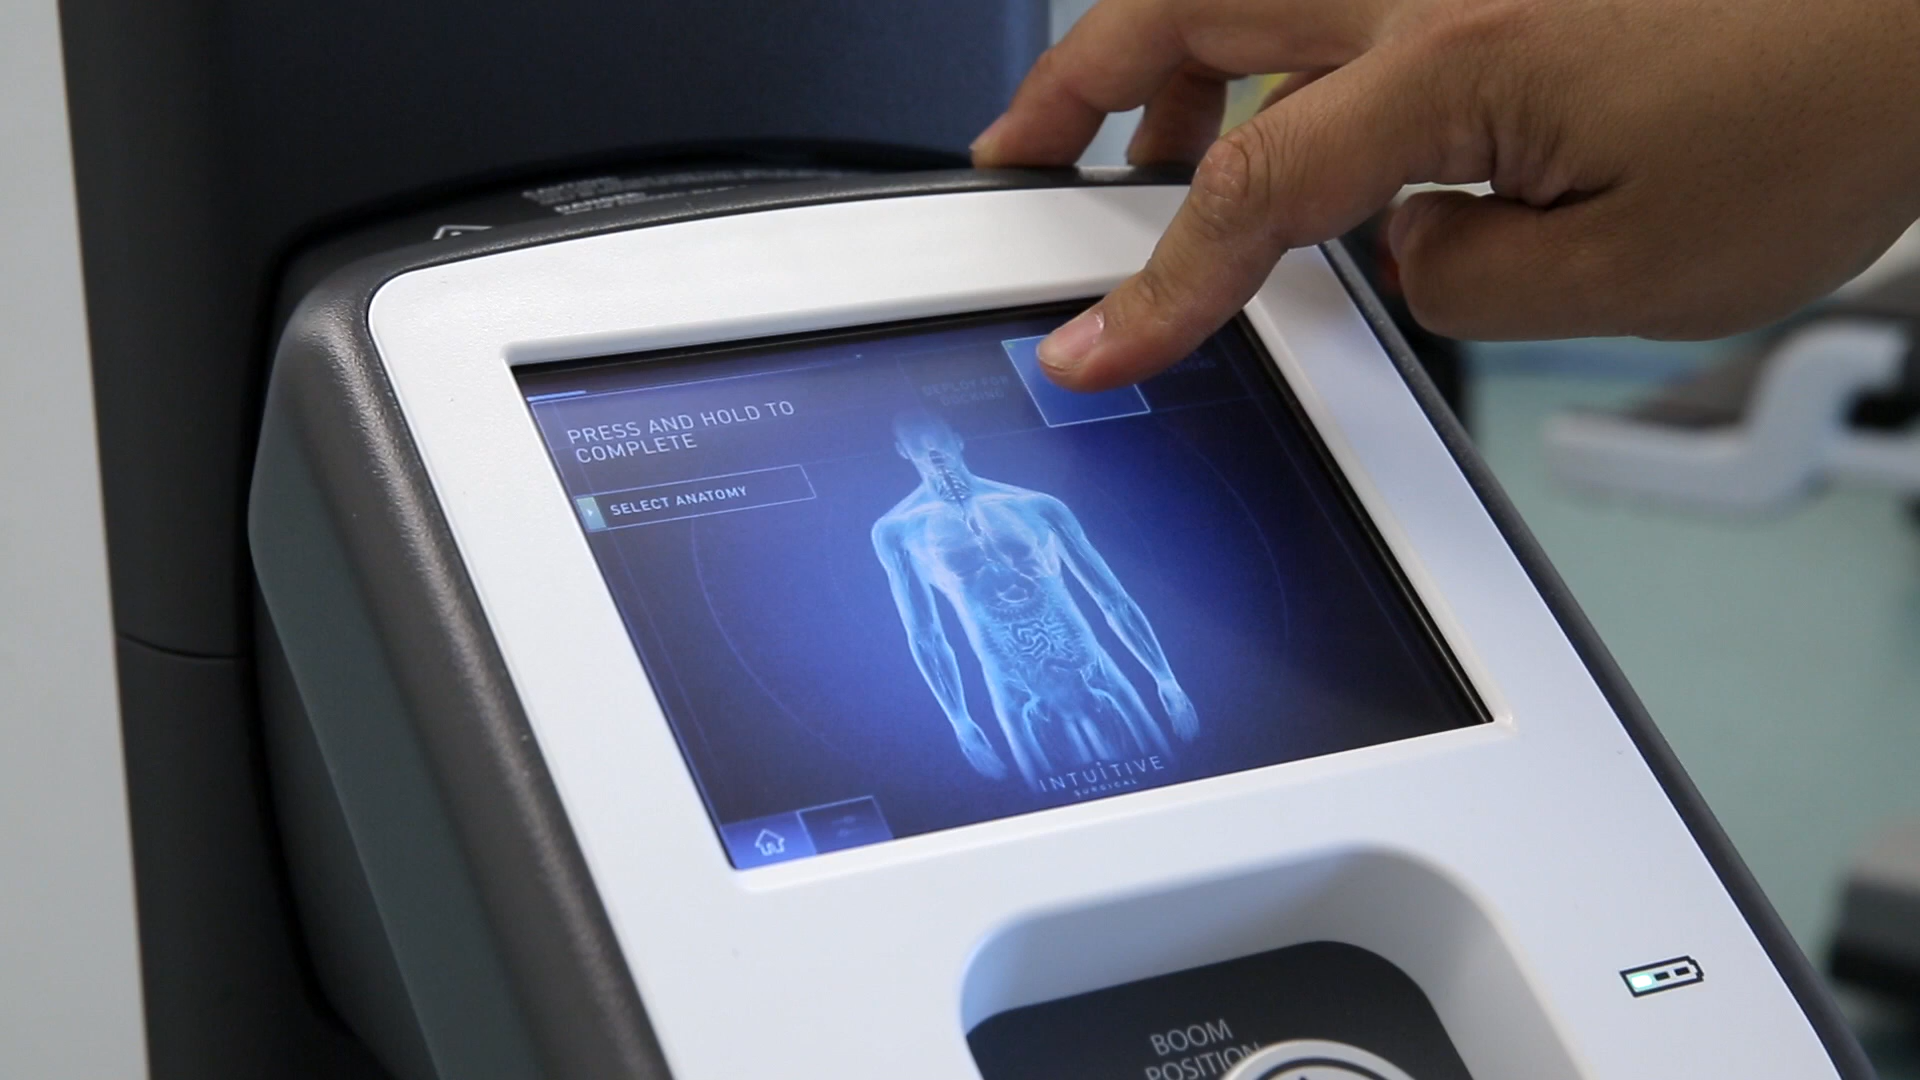 PRESS AND HOLD TO
COMPLETE
DEPLOY FOR
DOCKING
SELECT ANATOMY
INTUITIVE
SURGICAL
BOOM
POSITION